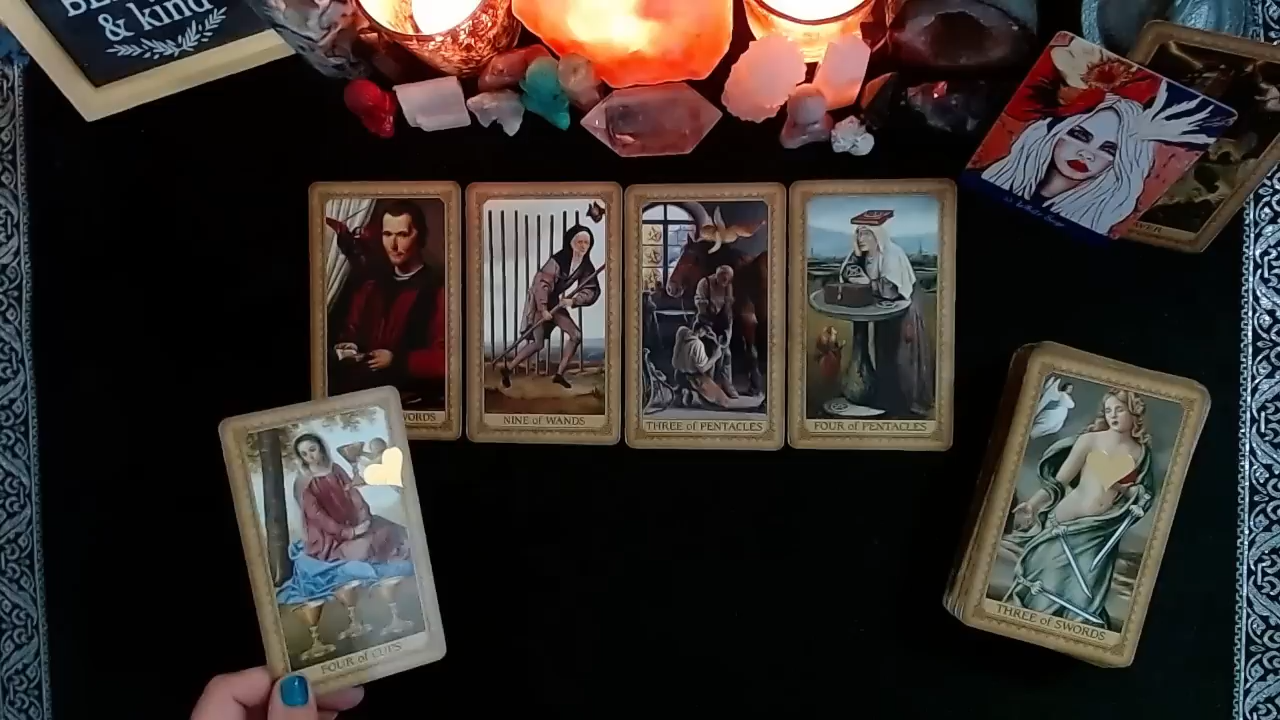 & kind
WORDS
NINE of WANDS
THREE of PENTACLES
FOUR of PENTACLES
FOUR of CUPS
THREE of SWORDS